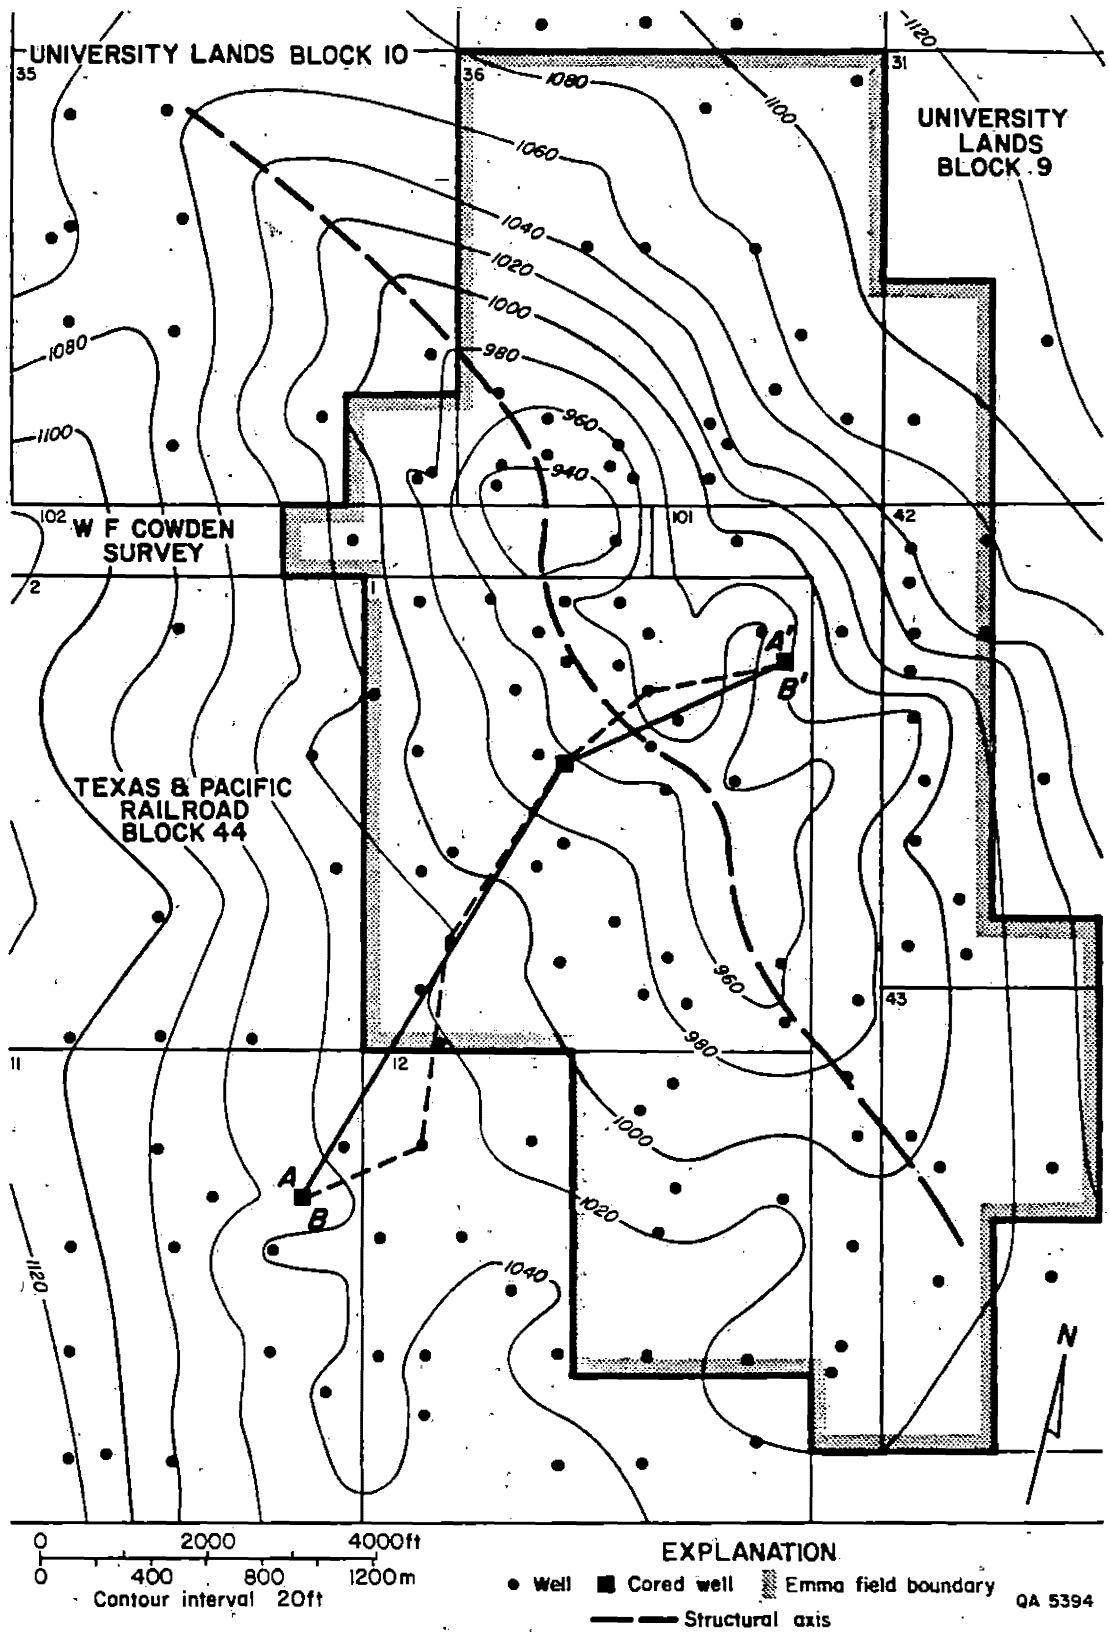 UNIVERSITY LANDS BLOCK 10
35
36
1080
1120
31
1100
UNIVERSITY
LANDS
BLOCK 9
1060
1040
1020
1000
1080
980
960
1100
940
102
W F COWDEN
SURVEY
101
42
2
1
A'
B'
TEXAS & PACIFIC
RAILROAD
BLOCK 44
960
43
980
11
12
1000
A
B
1020
1120
1040
N
0 2000 4000ft
0 400 800 1200m
Contour interval 20ft
EXPLANATION
Well Cored well Emma field boundary
Structural axis
QA 5394